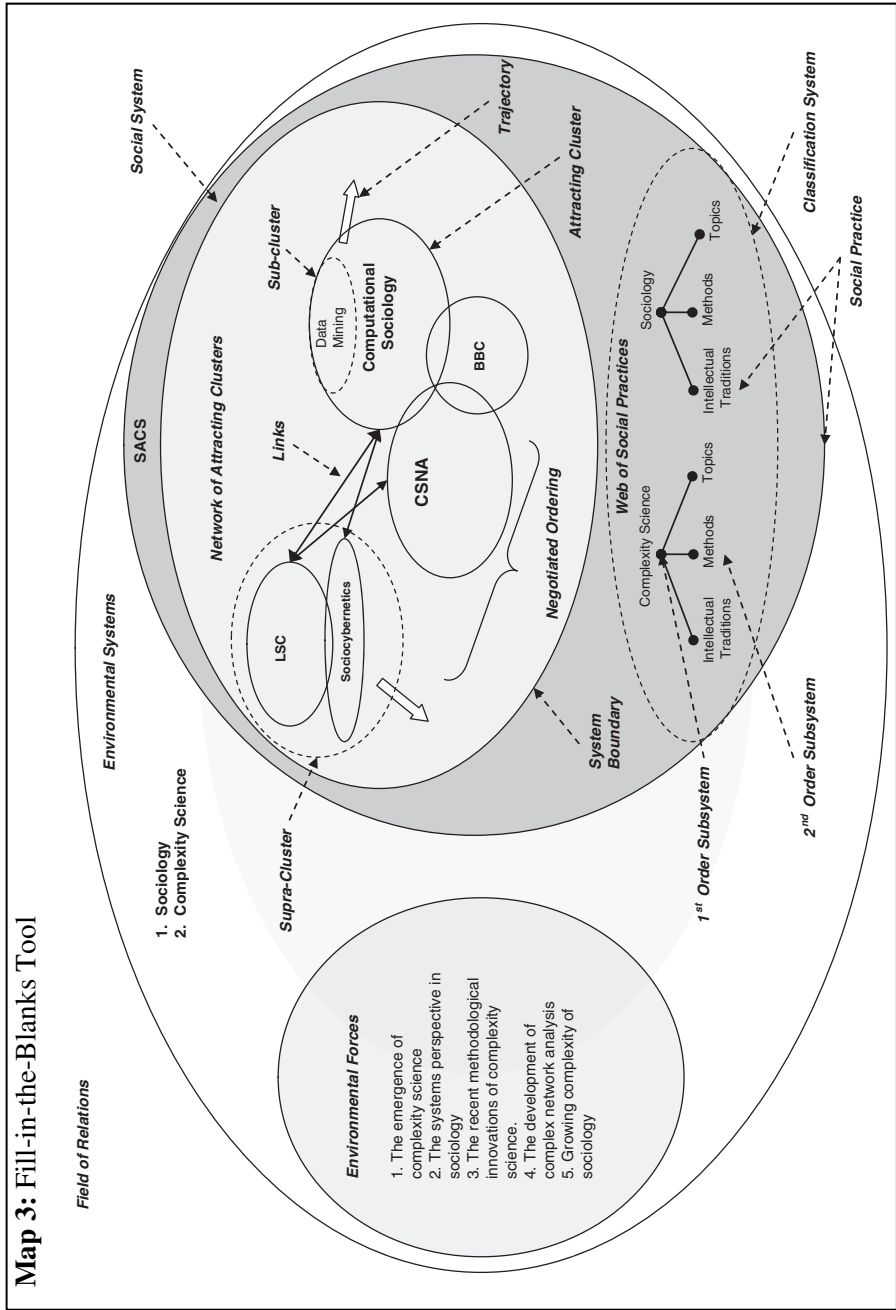 Map 3: Fill-in-the-Blanks Tool
Field of Relations
Environmental Systems
1. Sociology
2. Complexity Science
Environmental Forces
1. The emergence of
complexity science
2. The systems perspective in
sociology
3. The recent methodological
innovations of complexity
science.
4. The development of
complex network analysis
5. Growing complexity of
sociology
Supra-Cluster
SACS
Social System
Network of Attracting Clusters
Links
Sub-cluster
Trajectory
LSC
Sociocybernetics
Data
Mining
Computational
Sociology
CSNA
BBC
Attracting Cluster
Negotiated Ordering
System
Boundary
Web of Social Practices
Complexity Science
Intellectual
Traditions
Methods
Topics
Sociology
Intellectual
Traditions
Methods
Topics
1st Order Subsystem
2nd Order Subsystem
Social Practice
Classification System